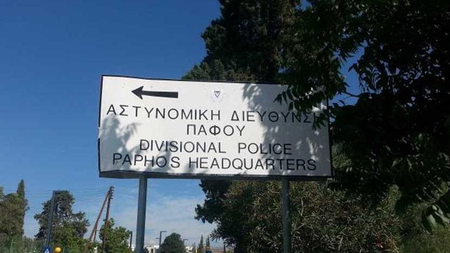 ΑΣΤΥΝΟΜΙΚΗ ΔΙΕΥΘΥΝΣΗ
ΠΑΦΟΥ
DIVISIONAL POLICE
PAPHOS HEADQUARTERS